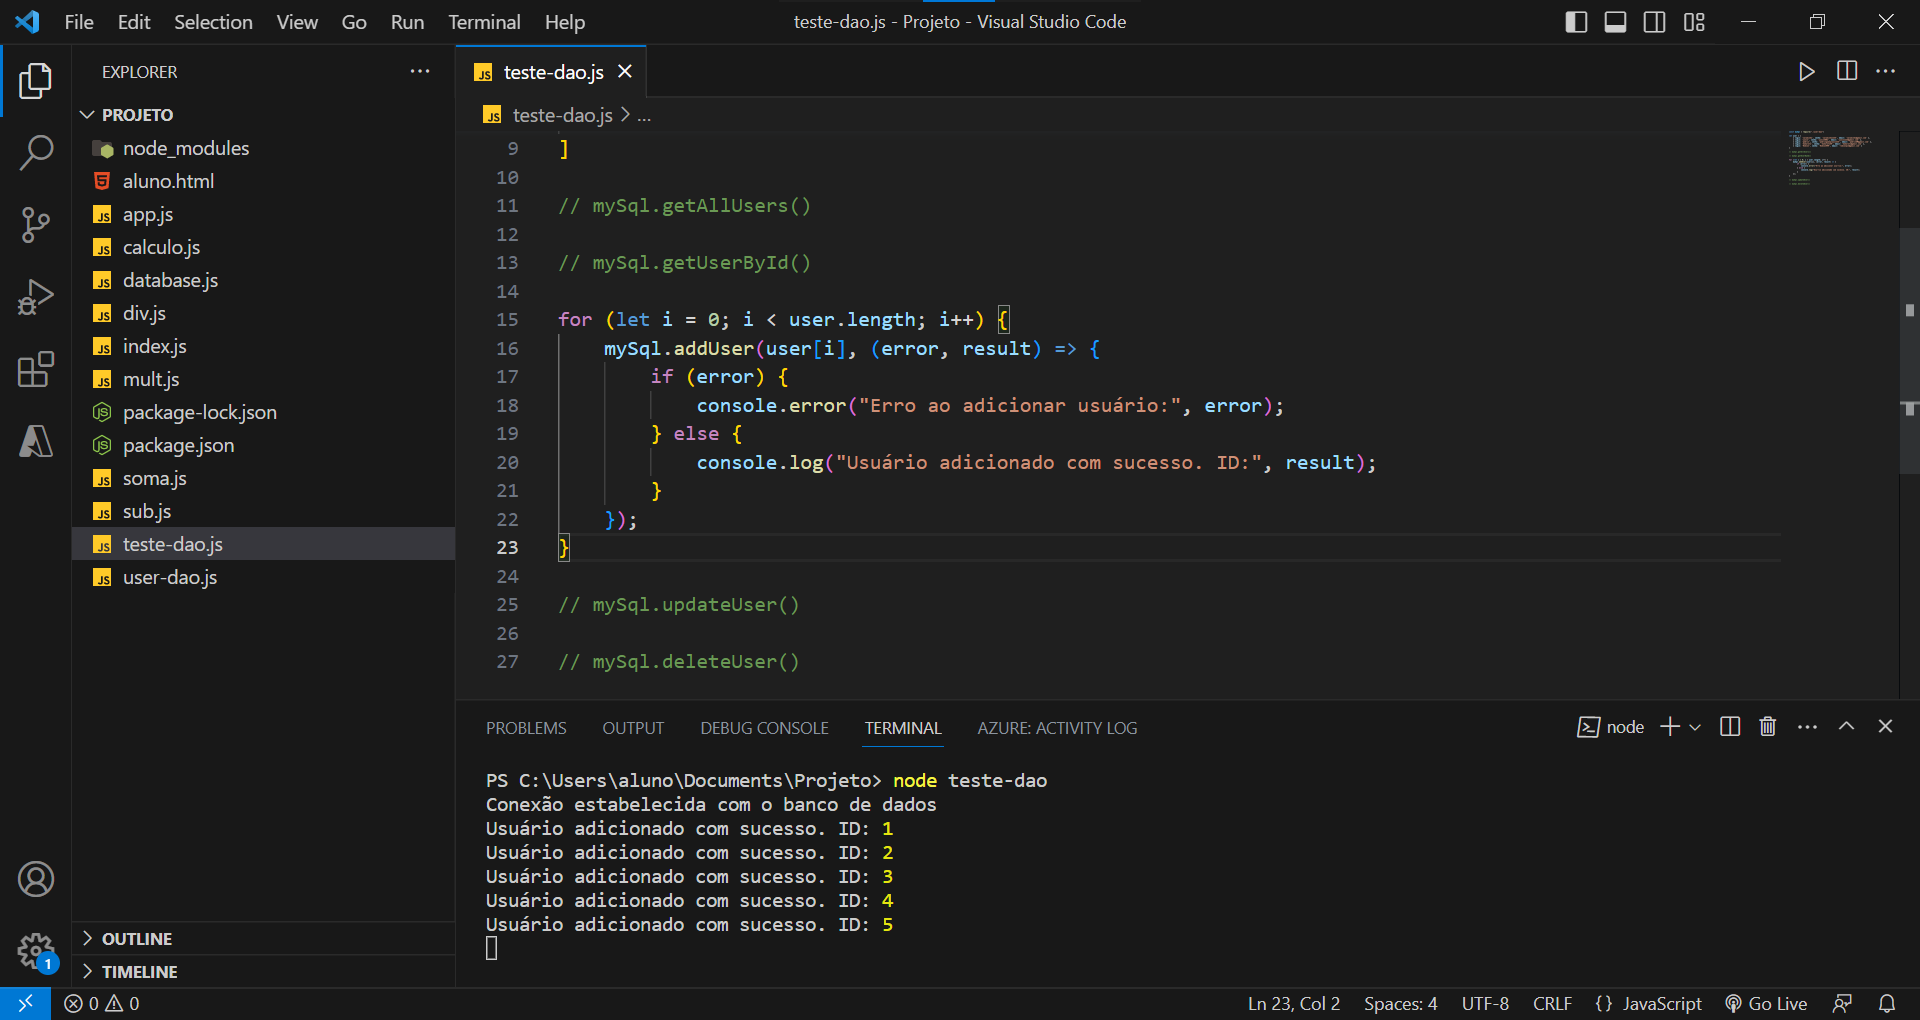 File Edit Selection View Go Run Terminal Help
teste-dao.js - Projeto - Visual Studio Code
EXPLORER
PROJETO
node_modules
aluno.html
app.js
calculo.js
database.js
div.js
index.js
mult.js
package-lock.json
package.json
soma.js
sub.js
teste-dao.js
user-dao.js
OUTLINE
TIMELINE
teste-dao.js
teste-dao.js > ...
9 ]
10
11 // mySql.getAllUsers()
12
13 // mySql.getUserById()
14
15 for (let i = 0; i < user.length; i++) {
16 mySql.addUser(user[i], (error, result) => {
17 if (error) {
18 console.error("Erro ao adicionar usuário:", error);
19 } else {
20 console.log("Usuário adicionado com sucesso. ID:", result);
21 }
22 });
23 }
24
25 // mySql.updateUser()
26
27 // mySql.deleteUser()
PROBLEMS OUTPUT DEBUG CONSOLE TERMINAL AZURE: ACTIVITY LOG
node
PS C:\Users\aluno\Documents\Projeto> node teste-dao
Conexão estabelecida com o banco de dados
Usuário adicionado com sucesso. ID: 1
Usuário adicionado com sucesso. ID: 2
Usuário adicionado com sucesso. ID: 3
Usuário adicionado com sucesso. ID: 4
Usuário adicionado com sucesso. ID: 5
1
0 0
Ln 23, Col 2 Spaces: 4 UTF-8 CRLF {} JavaScript Go Live